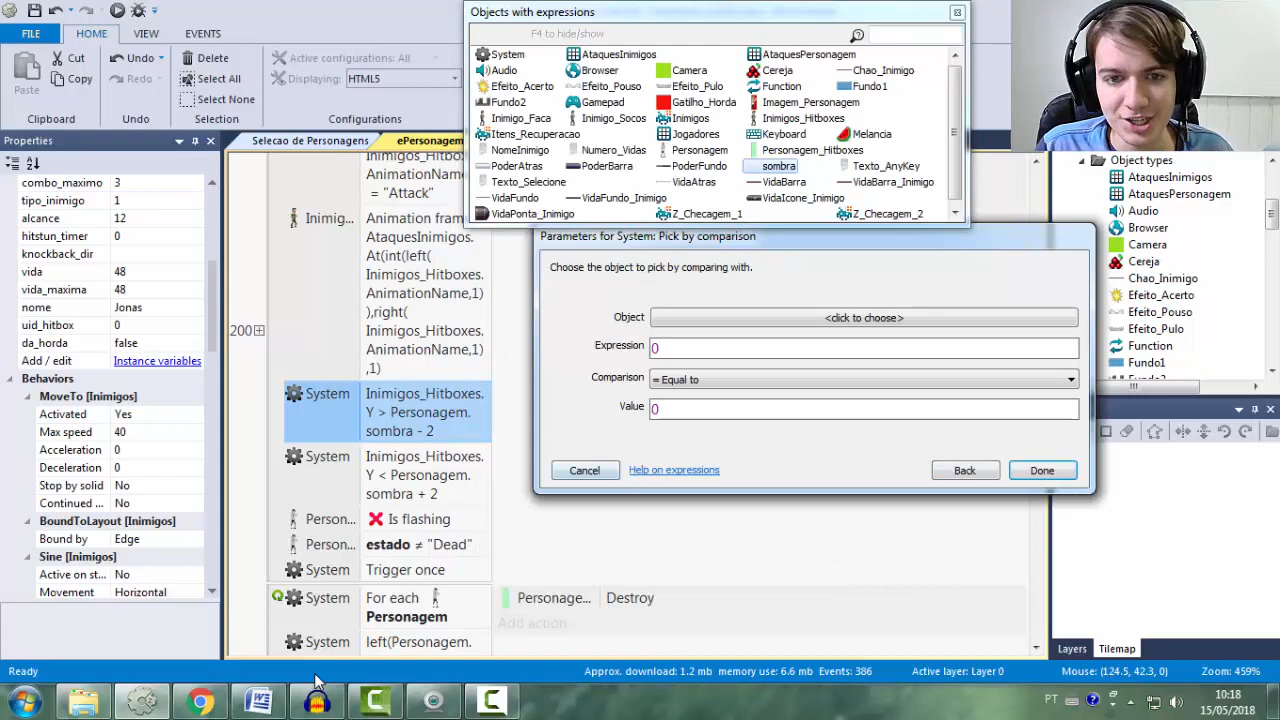 FILE
HOME
VIEW
EVENTS
Cut
Copy
Paste
Clipboard
Undo
Redo
Undo
Delete
Select All
Select None
Selection
Active configurations: All
Displaying: HTML5
Configurations
Objects with expressions
F4 to hide/show
System AtaquesInimigos AtaquesPersonagem
Audio Browser Camera Cereja Chao_Inimigo
Efeito_Acerto Efeito_Pouso Efeito_Pulo Function Fundo1
Fundo2 Gamepad Gatilho_Horda Imagem_Personagem
Inimigo_Faca Inimigo_Socos Inimigos Inimigos_Hitboxes
Itens_Recuperacao Jogadores Keyboard Melancia
NomeInimigo Numero_Vidas Personagem Personagem_Hitboxes
PoderAtras PoderBarra PoderFundo sombra Texto_AnyKey
Texto_Selecione VidaAtras VidaBarra VidaBarra_Inimigo
VidaFundo VidaFundo_Inimigo VidaIcone_Inimigo
VidaPonta_Inimigo Z_Checagem_1 Z_Checagem_2
Properties
combo_maximo 3
tipo_inimigo 1
alcance 12
hitstun_timer 0
knockback_dir
vida 48
vida_maxima 48
nome Jonas
uid_hitbox 0
da_horda false
Add / edit Instance variables
Behaviors
MoveTo [Inimigos]
Activated Yes
Max speed 40
Acceleration 0
Deceleration 0
Stop by solid No
Continued ... No
BoundToLayout [Inimigos]
Bound by Edge
Sine [Inimigos]
Active on st... No
Movement Horizontal
Selecao de Personagens
ePersonagem
Inimigos_Hitboxes.
AnimationName
= "Attack"
Inimig... Animation fram
AtaquesInimigos.
At(int(left(
Inimigos_Hitboxes.
AnimationName,1)
),right(
200 Inimigos_Hitboxes.
AnimationName,1)
,1)
System Inimigos_Hitboxes.
Y > Personagem.
sombra - 2
System Inimigos_Hitboxes.
Y < Personagem.
sombra + 2
Person... Is flashing
Person... estado ≠ "Dead"
System Trigger once
System For each
Personagem
Personage... Destroy
Add action
System left(Personagem.
Parameters for System: Pick by comparison
Choose the object to pick by comparing with.
Object <click to choose>
Expression 0
Comparison = Equal to
Value 0
Cancel Help on expressions Back Done
Object types
AtaquesInimigos
AtaquesPersonagem
Audio
Browser
Camera
Cereja
Chao_Inimigo
Efeito_Acerto
Efeito_Pouso
Efeito_Pulo
Function
Fundo1
Layers Tilemap
Ready
Approx. download: 1.2 mb memory use: 6.6 mb Events: 386
Active layer: Layer 0
Mouse: (124.5, 42.3, 0)
Zoom: 459%
PT
10:18
15/05/2018